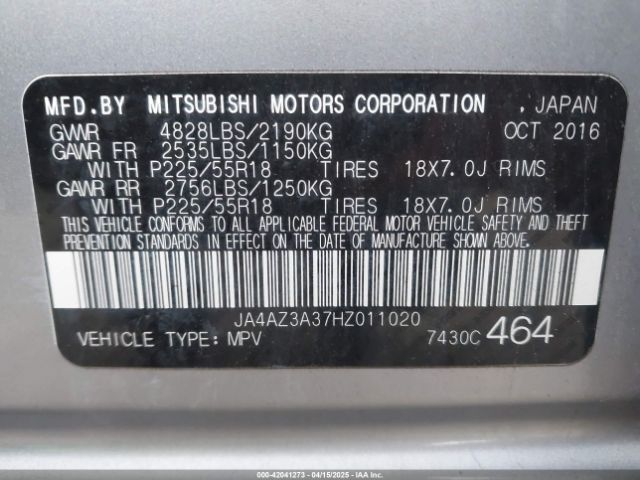 MFD.BY MITSUBISHI MOTORS CORPORATION , JAPAN
GVWR 4828LBS/2190KG OCT 2016
GAWR FR 2535LBS/1150KG
WITH P225/55R18 TIRES 18X7.0J RIMS
GAWR RR 2756LBS/1250KG
WITH P225/55R18 TIRES 18X7.0J RIMS
THIS VEHICLE CONFORMS TO ALL APPLICABLE FEDERAL MOTOR VEHICLE SAFETY AND THEFT
PREVENTION STANDARDS IN EFFECT ON THE DATE OF MANUFACTURE SHOWN ABOVE.
JA4AZ3A37HZ011020
VEHICLE TYPE: MPV 7430C 464
000-42041273 - 04/15/2025 - IAAI